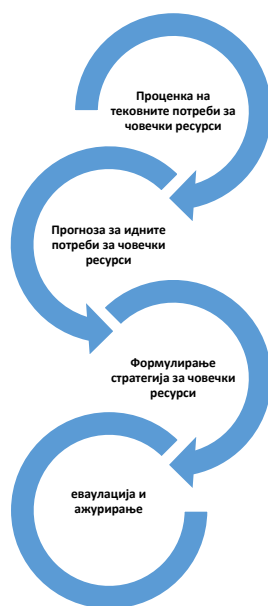 Проценка на
тековните потреби за
човечки ресурси
Прогноза за идните
потреби за човечки
ресурси
Формулирање
стратегија за човечки
ресурси
еваулација и
ажурирање